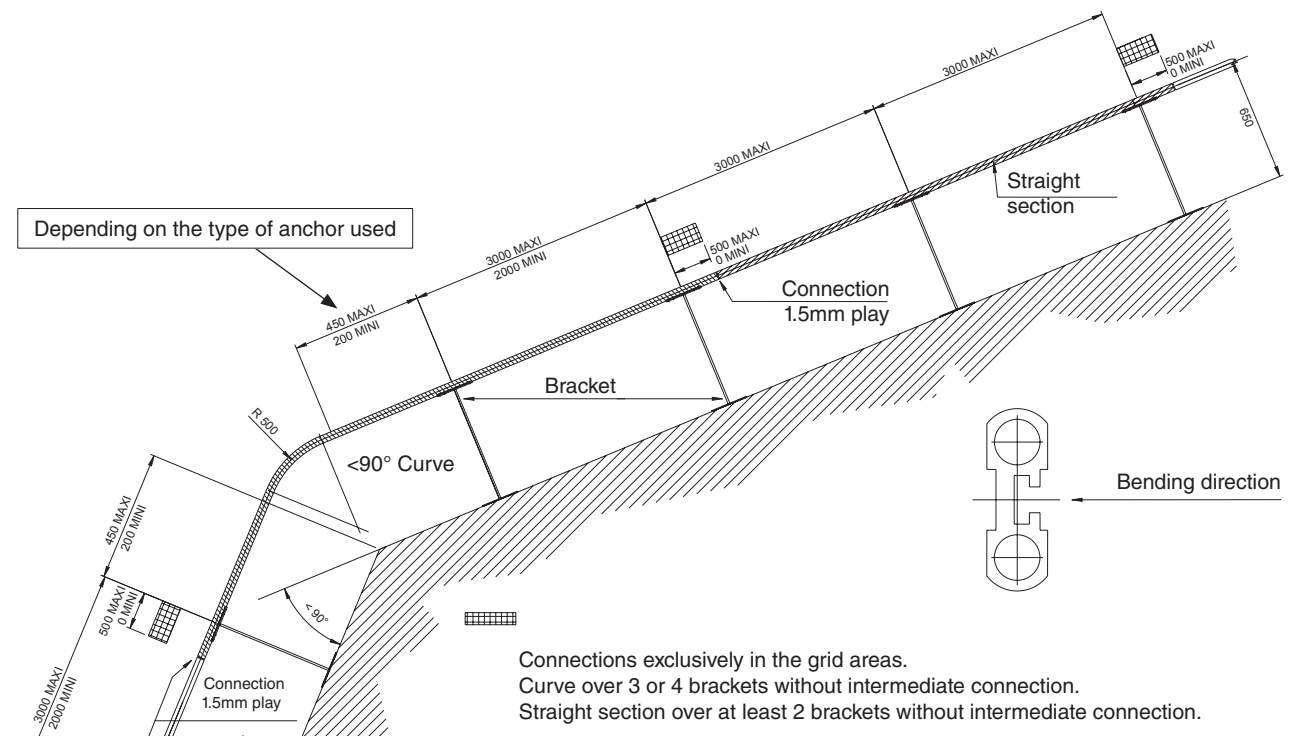 3000 MAXI
500 MAXI
0 MINI
650
3000 MAXI
Straight
section
Depending on the type of anchor used
3000 MAXI
2000 MINI
500 MAXI
0 MINI
Connection
1.5mm play
450 MAXI
200 MINI
Bracket
R 500
<90° Curve
Bending direction
450 MAXI
200 MINI
500 MAXI
0 MINI
< 90°
3000 MAXI
2000 MINI
Connection
1.5mm play
Connections exclusively in the grid areas.
Curve over 3 or 4 brackets without intermediate connection.
Straight section over at least 2 brackets without intermediate connection.